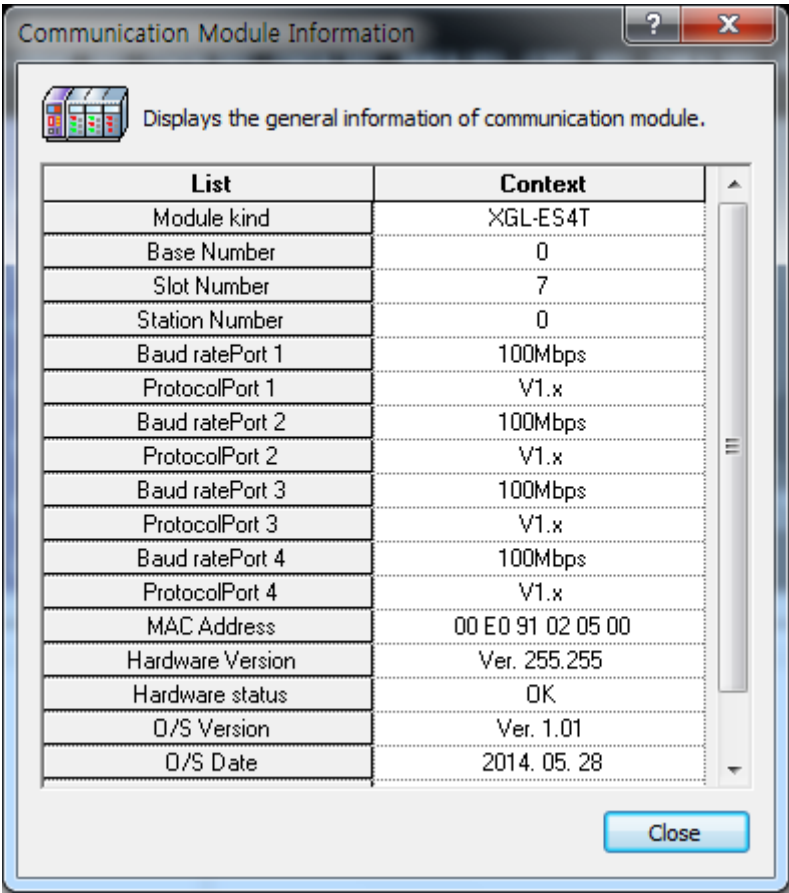 Communication Module Information
Displays the general information of communication module.
List Context
Module kind XGL-ES4T
Base Number 0
Slot Number 7
Station Number 0
Baud ratePort 1 100Mbps
ProtocolPort 1 V1.x
Baud ratePort 2 100Mbps
ProtocolPort 2 V1.x
Baud ratePort 3 100Mbps
ProtocolPort 3 V1.x
Baud ratePort 4 100Mbps
ProtocolPort 4 V1.x
MAC Address 00 E0 91 02 05 00
Hardware Version Ver. 255.255
Hardware status OK
O/S Version Ver. 1.01
O/S Date 2014. 05. 28
Close